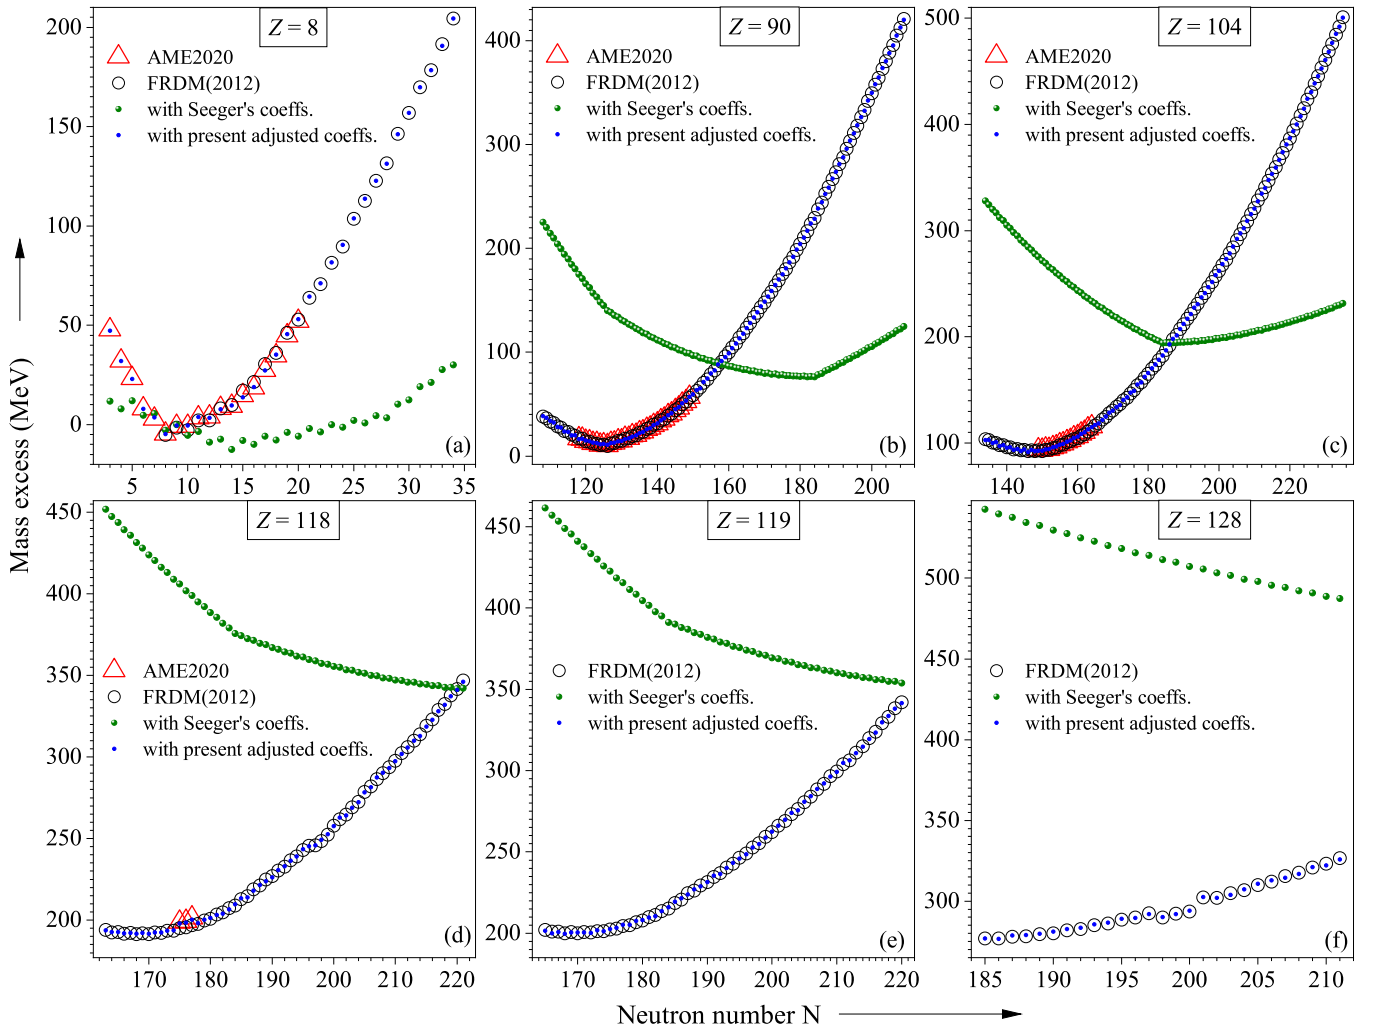 Z = 8
AME2020
FRDM(2012)
with Seeger's coeffs.
with present adjusted coeffs.
200
150
100
50
0
(a)
5 10 15 20 25 30 35
Z = 90
AME2020
FRDM(2012)
with Seeger's coeffs.
with present adjusted coeffs.
400
300
200
100
0
(b)
120 140 160 180 200
Z = 104
AME2020
FRDM(2012)
with Seeger's coeffs.
with present adjusted coeffs.
500
400
300
200
100
(c)
140 160 180 200 220
Mass excess (MeV)
Z = 118
AME2020
FRDM(2012)
with Seeger's coeffs.
with present adjusted coeffs.
450
400
350
300
250
200
(d)
170 180 190 200 210 220
Z = 119
FRDM(2012)
with Seeger's coeffs.
with present adjusted coeffs.
450
400
350
300
250
200
(e)
170 180 190 200 210 220
Z = 128
FRDM(2012)
with Seeger's coeffs.
with present adjusted coeffs.
500
450
400
350
300
250
(f)
185 190 195 200 205 210
Neutron number N